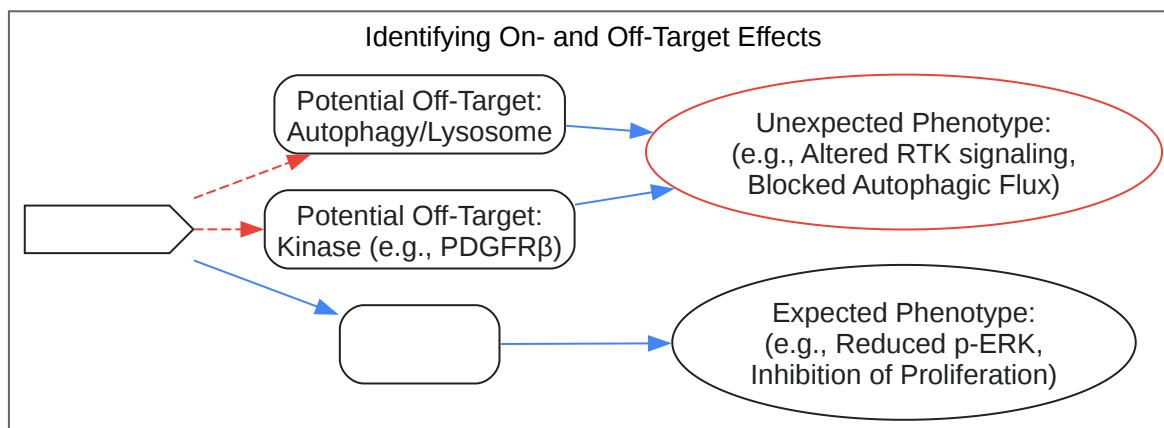 Identifying On- and Off-Target Effects
Potential Off-Target:
Autophagy/Lysosome
Unexpected Phenotype:
(e.g., Altered RTK signaling,
Blocked Autophagic Flux)
Potential Off-Target:
Kinase (e.g., PDGFRβ)
Expected Phenotype:
(e.g., Reduced p-ERK,
Inhibition of Proliferation)